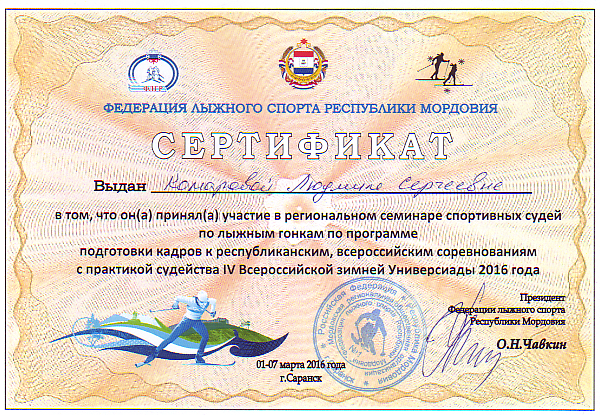 ФЕДЕРАЦИЯ ЛЫЖНОГО СПОРТА РЕСПУБЛИКИ МОРДОВИЯ
СЕРТИФИКАТ
Выдан Комаровой Людмиле Сергеевне
в том, что он(а) принял(а) участие в региональном семинаре спортивных судей
по лыжным гонкам по программе
подготовки кадров к республиканским, всероссийским соревнованиям
с практикой судейства IV Всероссийской зимней Универсиады 2016 года
Президент
Федерации лыжного спорта
Республики Мордовия
О.Н.Чавкин
01-07 марта 2016 года
г.Саранск